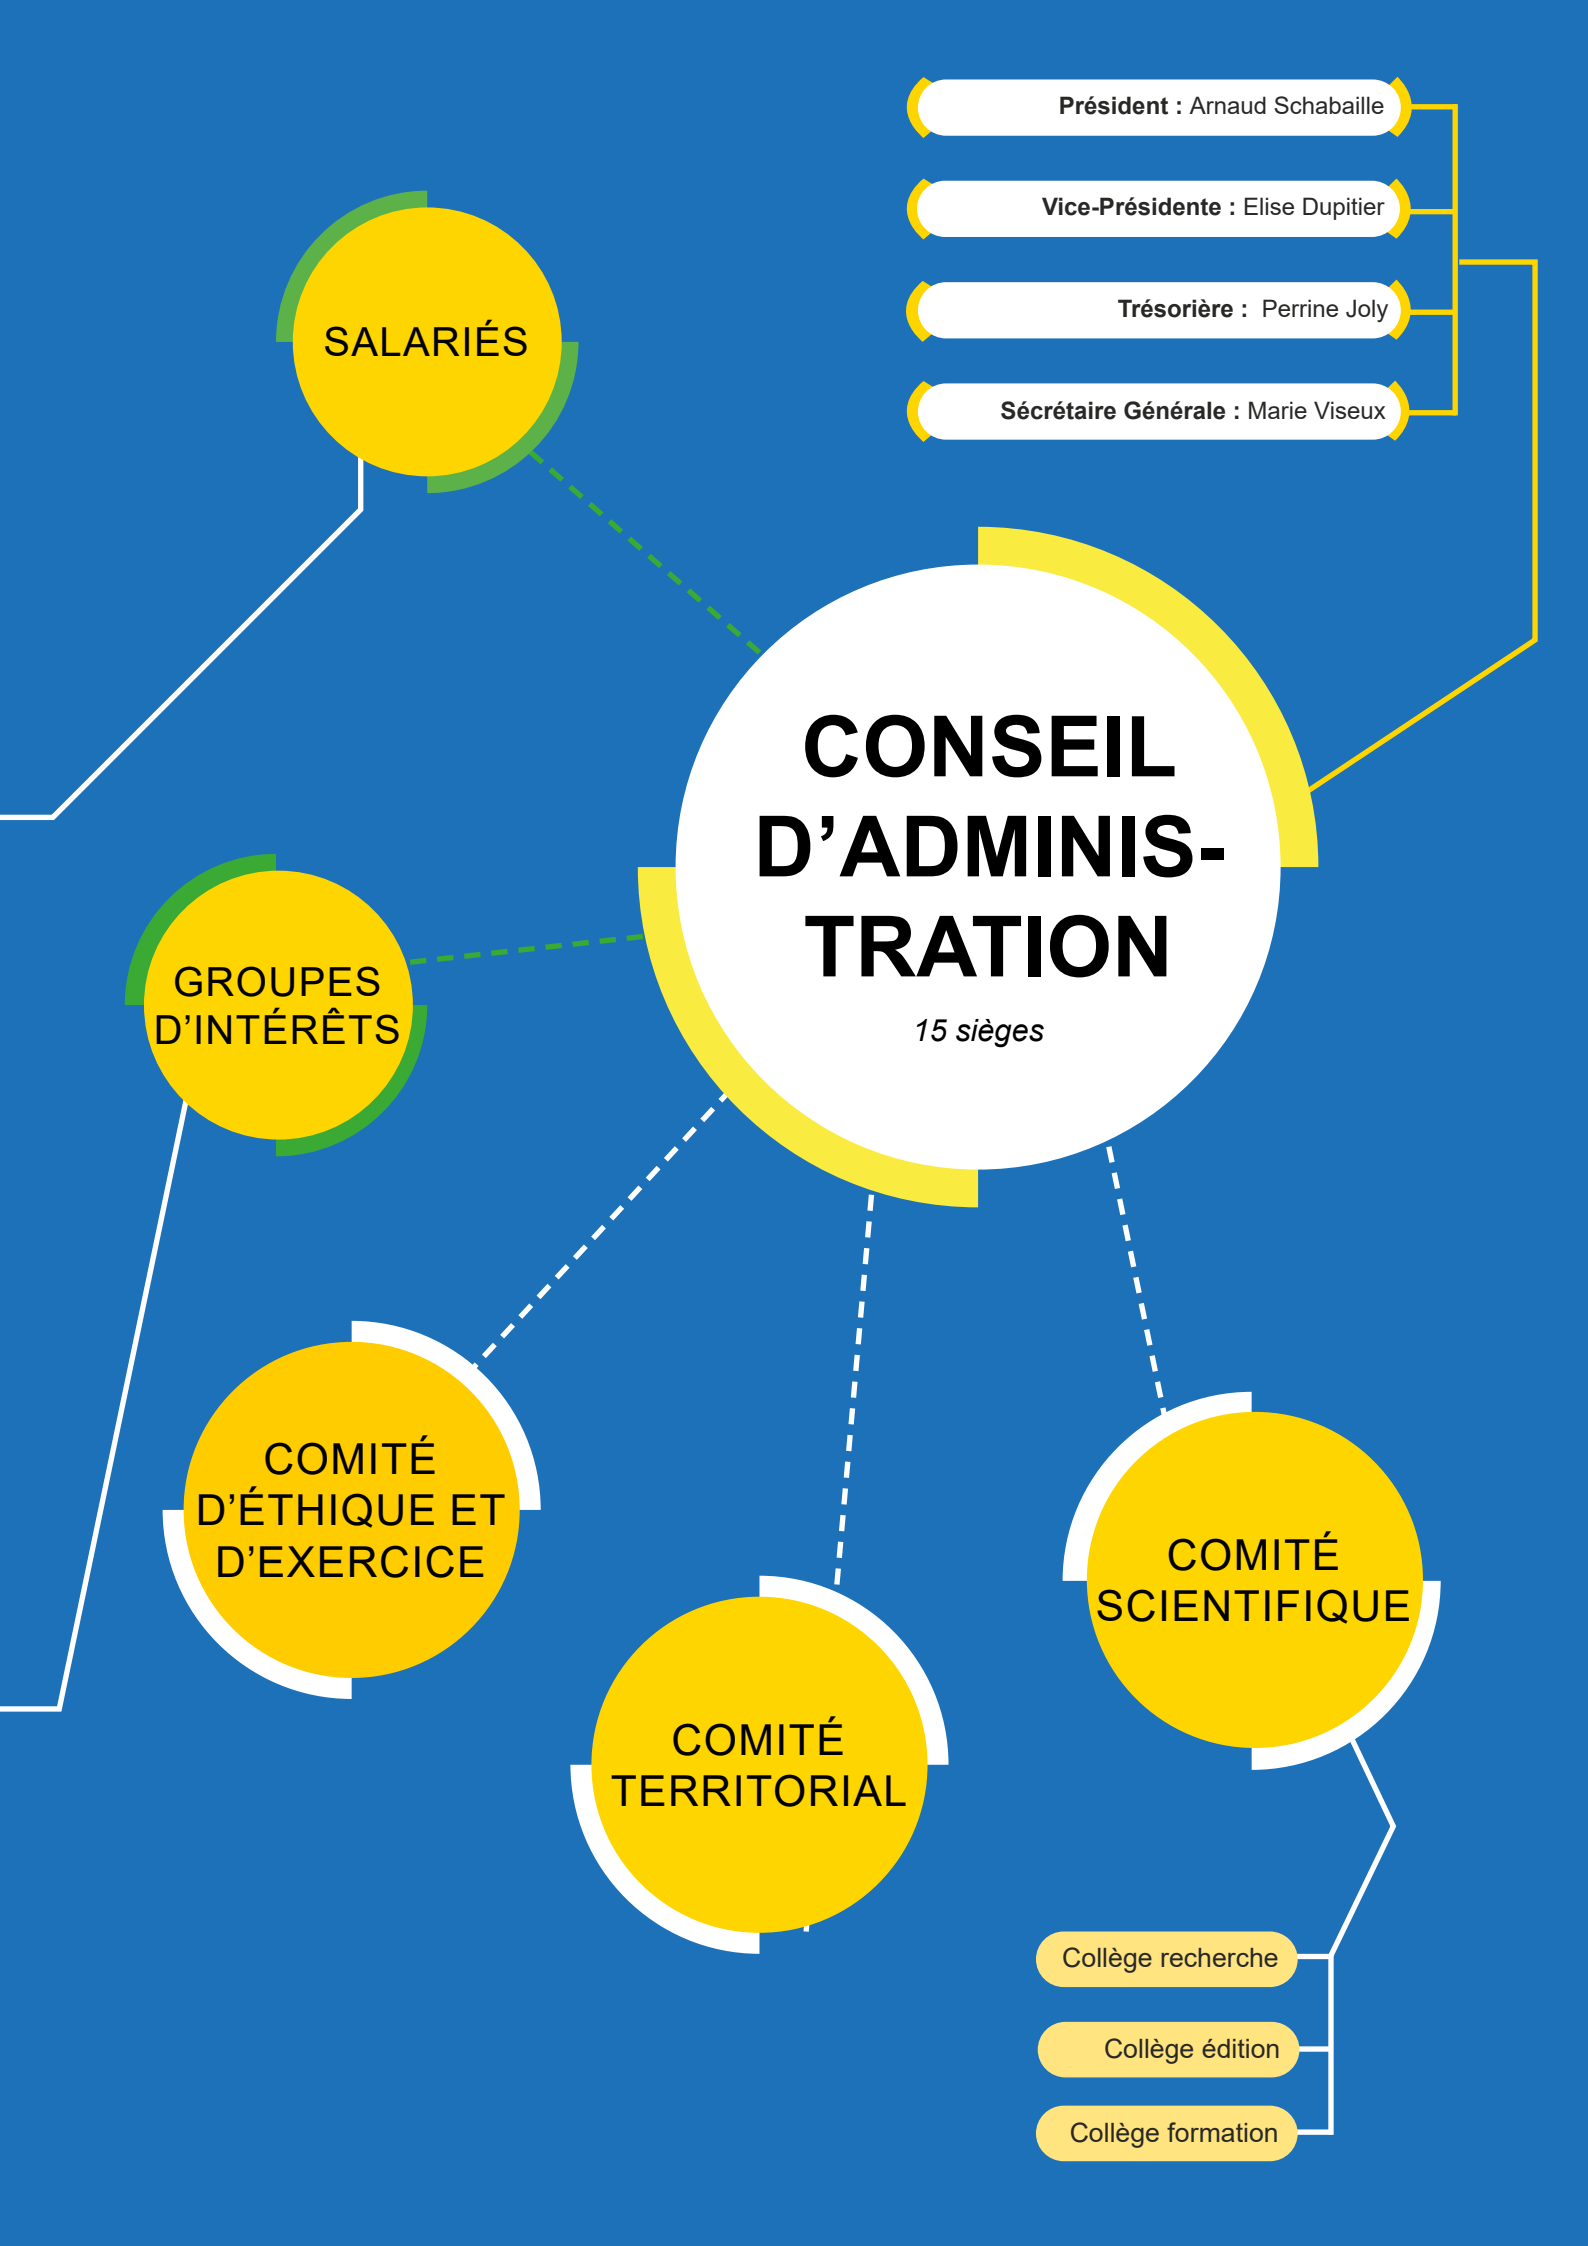 Président : Arnaud Schabaille
Vice-Présidente : Elise Dupitier
Trésorière : Perrine Joly
Sécrétaire Générale : Marie Viseux
SALARIÉS
CONSEIL
D’ADMINIS-
TRATION
15 sièges
GROUPES
D’INTÉRÊTS
COMITÉ
D’ÉTHIQUE ET
D’EXERCICE
COMITÉ
SCIENTIFIQUE
COMITÉ
TERRITORIAL
Collège recherche
Collège édition
Collège formation